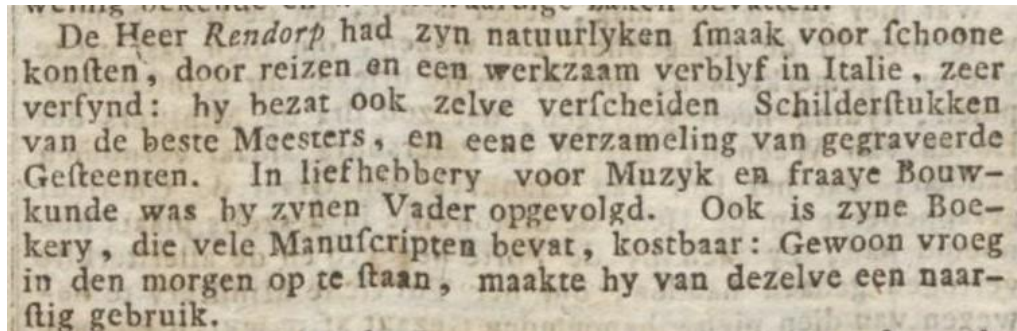 De Heer Rendorp had zyn natuurlyken ſmaak voor ſchoone
konſten, door reizen en een werkzaam verblyf in Italie, zeer
verfynd: hy bezat ook zelve verſcheiden Schilderſtukken
van de beste Meesters, en eene verzameling van gegraveerde
Geſteenten. In liefhebbery voor Muzyk en fraaye Bouw-
kunde was hy zynen Vader opgevolgd. Ook is zyne Boe-
kery, die vele Manuſcripten bevat, kostbaar: Gewoon vroeg
in den morgen op te ſtaan, maakte hy van dezelve een naar-
ſtig gebruik.